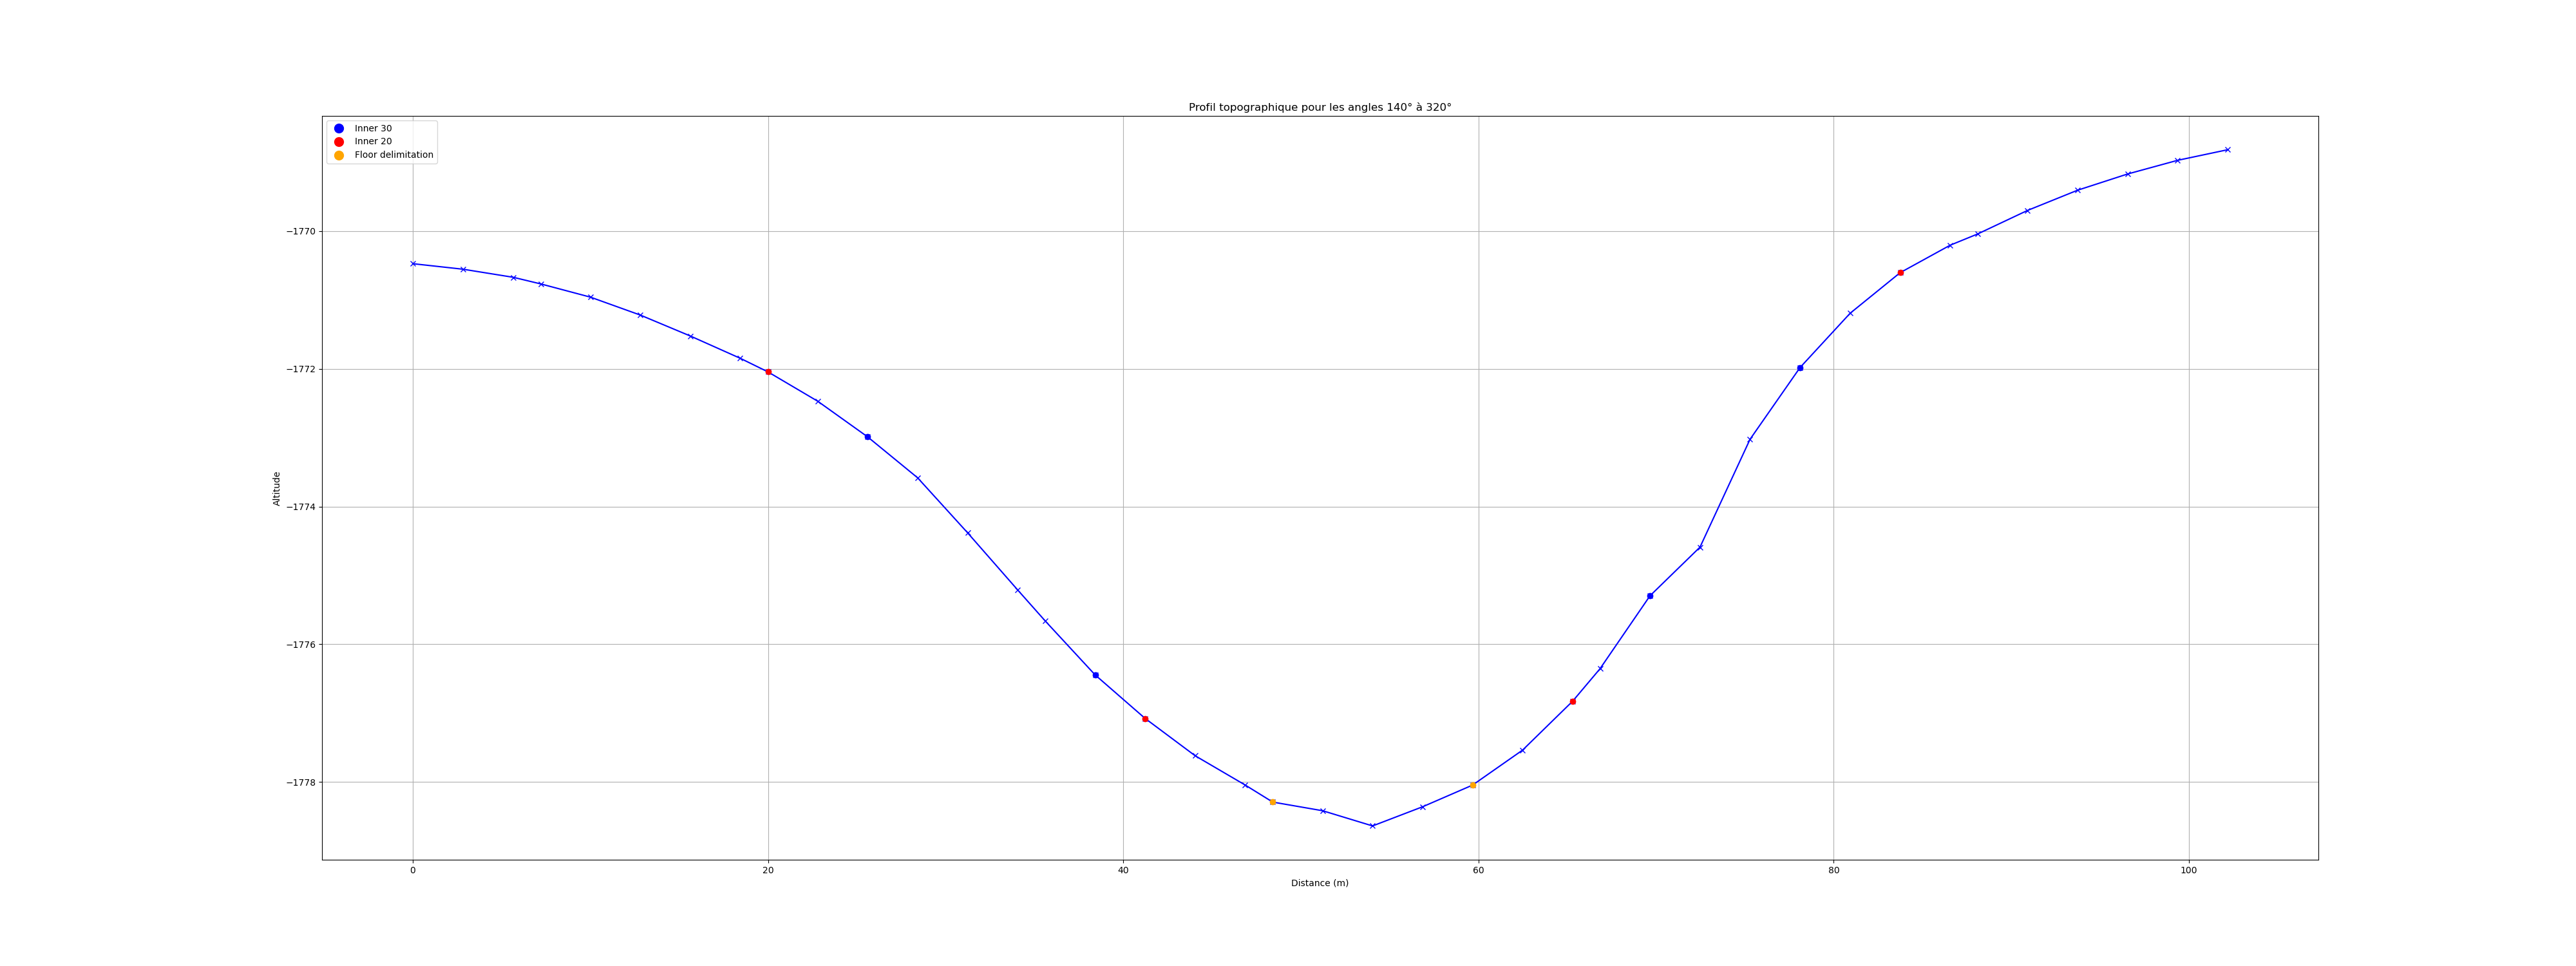 Profil topographique pour les angles 140° à 320°
Inner 30
Inner 20
Floor delimitation
Altitude
−1770
−1772
−1774
−1776
−1778
0 20 40 60 80 100
Distance (m)